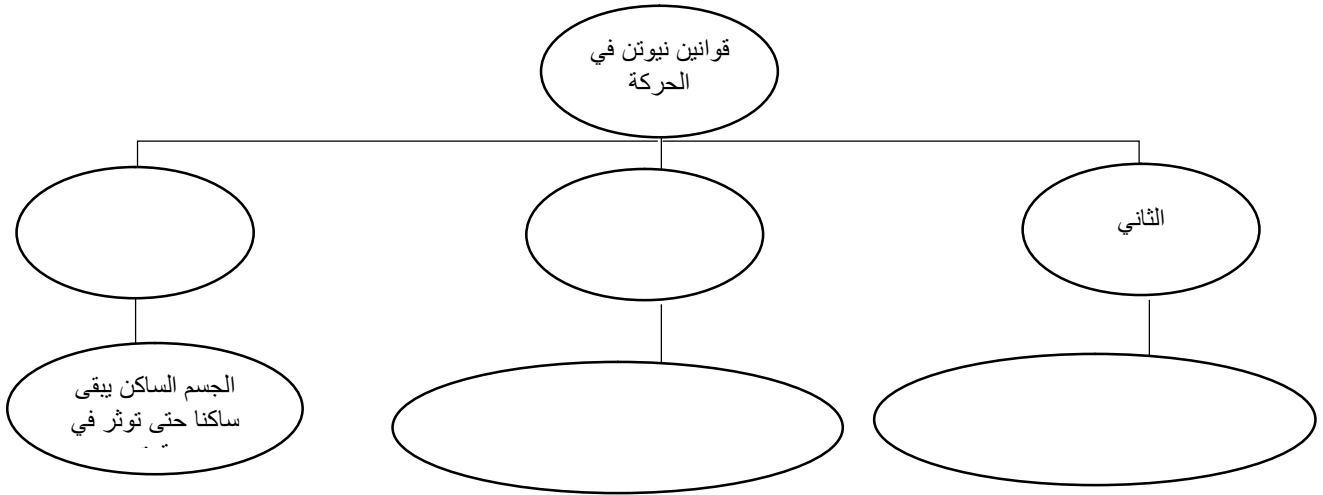 قوانين نيوتن في
الحركة
الثاني
الجسم الساكن يبقى
ساكنا حتى توثر في